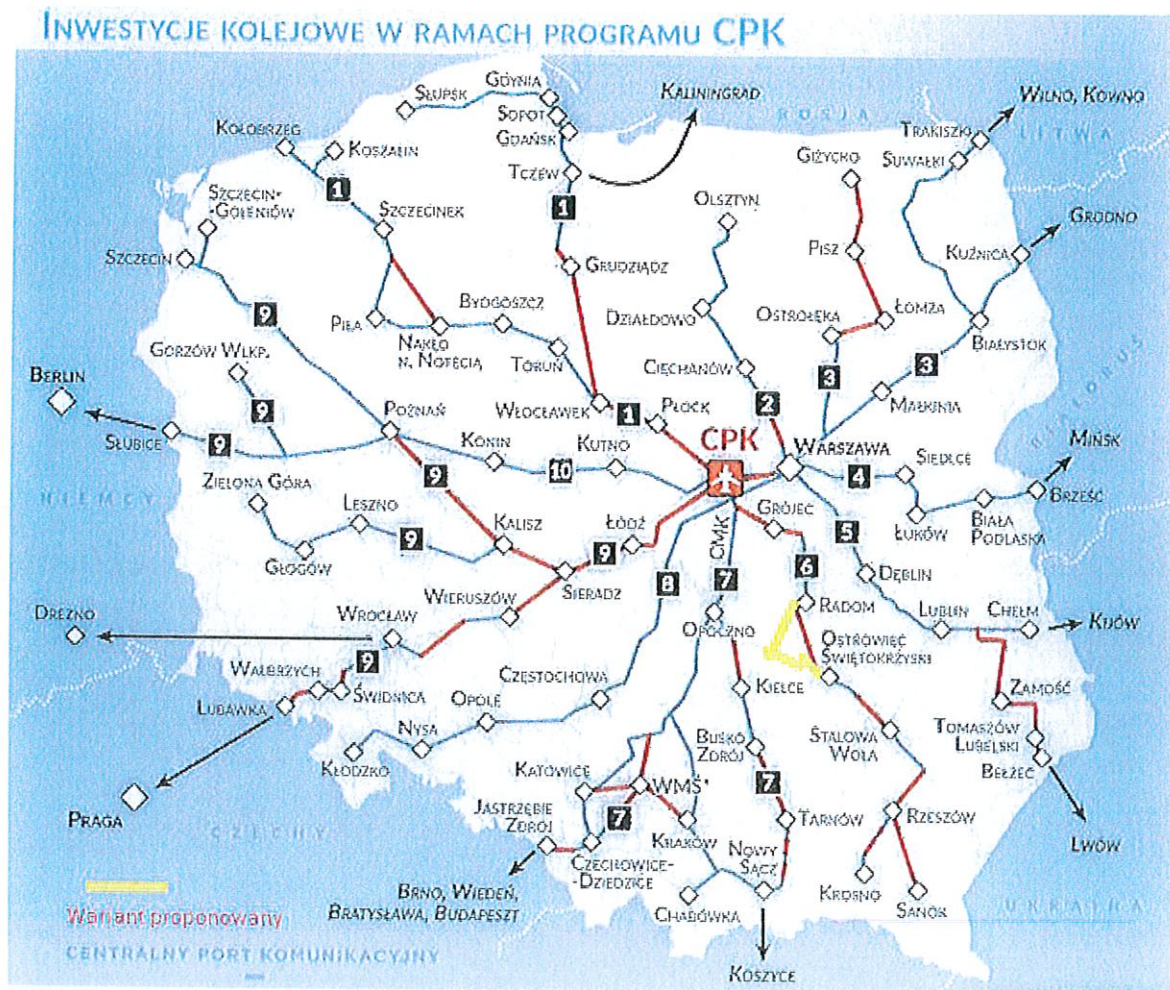 INWESTYCJE KOLEJOWE W RAMACH PROGRAMU CPK
GDYNIA
SŁUPSK
SOPOT
GDAŃSK
KALININGRAD
ROSJA
WILNO, KOWNO
LITWA
TRAKISZKI
SUWAŁKI
KOŁOBRZEG
KOSZALIN
TCZEW
GIŻYCKO
1
1
SZCZECIN-
-GOLENIÓW
SZCZECINEK
OLSZTYN
GRODNO
SZCZECIN
GRUDZIĄDZ
PISZ
KUŹNICA
9
PIŁA
BYDGOSZCZ
NAKŁO
N. NOTECIĄ
TORUŃ
DZIAŁDOWO
OSTROŁĘKA
ŁOMŻA
BIAŁYSTOK
GORZÓW WLKP.
CIECHANÓW
3
3
BERLIN
9
POZNAŃ
WŁOCŁAWEK
1
PŁOCK
2
MAŁKINIA
SŁUBICE
9
KONIN
KUTNO
CPK
WARSZAWA
MIŃSK
9
10
4
SIEDLCE
BRZEŚĆ
NIEMCY
ZIELONA GÓRA
LESZNO
KALISZ
ŁÓDŹ
GRÓJEC
ŁUKÓW
BIAŁA
PODLASKA
GŁOGÓW
9
9
CMK
5
SIERADZ
8
7
6
DĘBLIN
DREZNO
WROCŁAW
WIERUSZÓW
RADOM
LUBLIN
CHEŁM
KIJÓW
OPOCZNO
OSTROWIEC
ŚWIĘTOKRZYSKI
9
WAŁBRZYCH
ŚWIDNICA
LUBAWKA
CZĘSTOCHOWA
KIELCE
ZAMOŚĆ
OPOLE
NYSA
KŁODZKO
BUSKO
ZDRÓJ
STALOWA
WOLA
TOMASZÓW
LUBELSKI
BEŁŻEC
KATOWICE
WMŚ*
7
PRAGA
JASTRZĘBIE
ZDRÓJ
7
KRAKÓW
TARNÓW
RZESZÓW
LWÓW
CZECHY
CZECHOWICE-
-DZIEDZICE
NOWY
SĄCZ
KROSNO
SANOK
BRNO, WIEDEŃ,
BRATYSŁAWA, BUDAPESZT
CHABÓWKA
UKRAINA
Wariant proponowany
CENTRALNY PORT KOMUNIKACYJNY
KOSZYCE